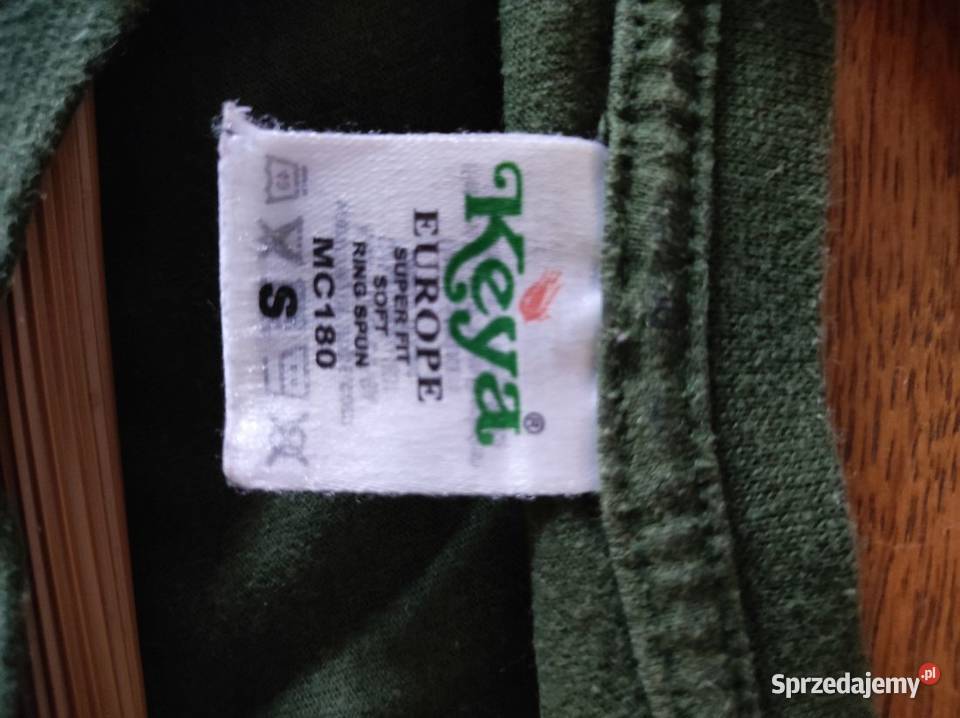 Keya®
EUROPE
SUPER FIT
SOFT
RING SPUN
MC180
S
Sprzedajemy.pl